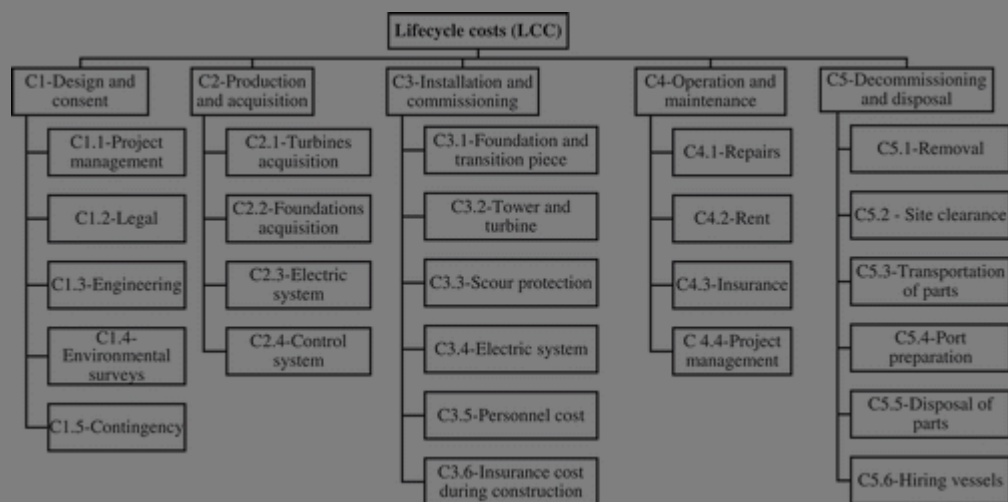 Lifecycle costs (LCC)
C1-Design and
consent
C1.1-Project
management
C1.2-Legal
C1.3-Engineering
C1.4-
Environmental
surveys
C1.5-Contingency
C2-Production
and acquisition
C2.1-Turbines
acquisition
C2.2-Foundations
acquisition
C2.3-Electric
system
C2.4-Control
system
C3-Installation and
commissioning
C3.1-Foundation and
transition piece
C3.2-Tower and
turbine
C3.3-Scour protection
C3.4-Electric system
C3.5-Personnel cost
C3.6-Insurance cost
during construction
C4-Operation and
maintenance
C4.1-Repairs
C4.2-Rent
C4.3-Insurance
C 4.4-Project
management
C5-Decommissioning
and disposal
C5.1-Removal
C5.2 - Site clearance
C5.3-Transportation
of parts
C5.4-Port
preparation
C5.5-Disposal of
parts
C5.6-Hiring vessels